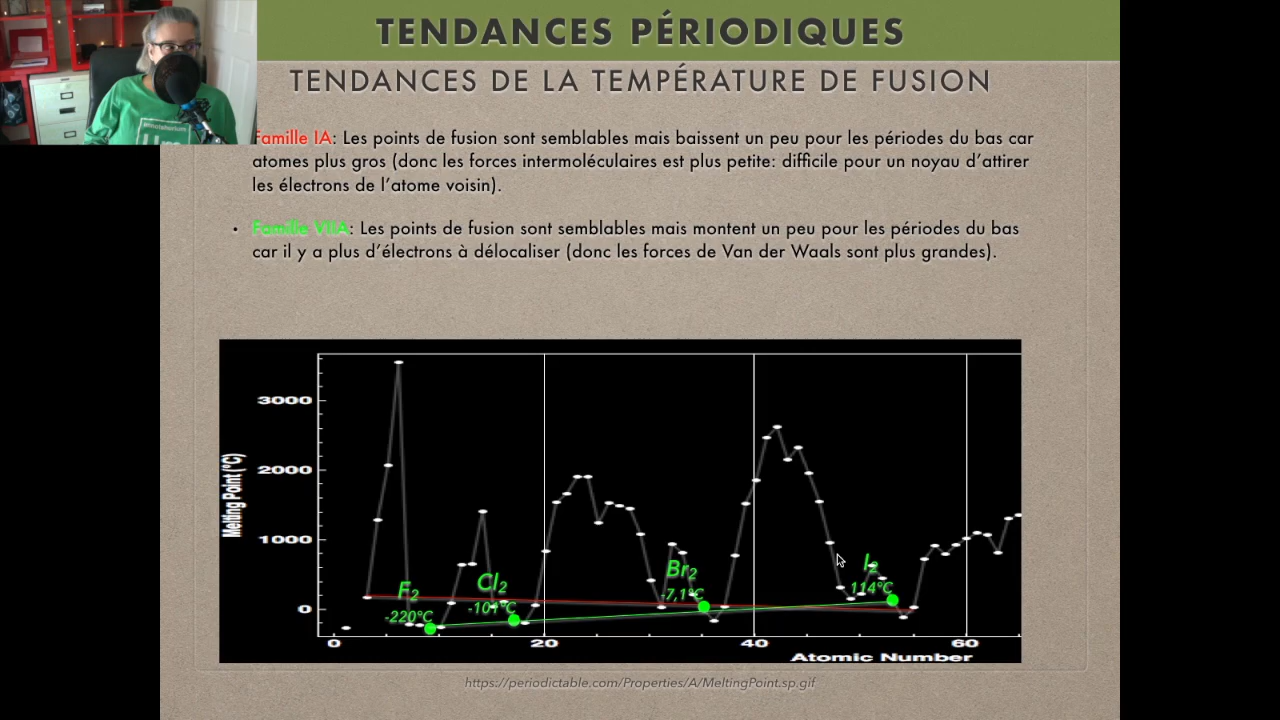 TENDANCES PÉRIODIQUES
TENDANCES DE LA TEMPÉRATURE DE FUSION
Famille IA: Les points de fusion sont semblables mais baissent un peu pour les périodes du bas car
atomes plus gros (donc les forces intermoléculaires est plus petite: difficile pour un noyau d'attirer
les électrons de l'atome voisin).
• Famille VIIA: Les points de fusion sont semblables mais montent un peu pour les périodes du bas
car il y a plus d'électrons à délocaliser (donc les forces de Van der Waals sont plus grandes).
Melting Point (°C)
3000
2000
1000
0
F2
-220°C
Cl2
-101°C
Br2
-7,1°C
I2
114°C
0
20
40
60
Atomic Number
https://periodictable.com/Properties/A/MeltingPoint.sp.gif